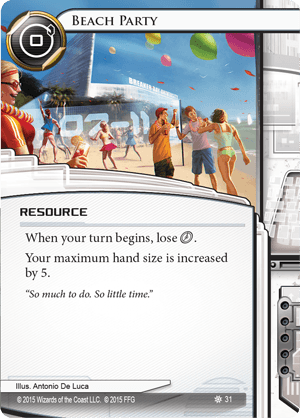 Beach Party
RESOURCE
When your turn begins, lose
.
Your maximum hand size is increased
by 5.
“So much to do. So little time.”
Illus. Antonio De Luca
© 2015 Wizards of the Coast LLC. © 2015 FFG
31